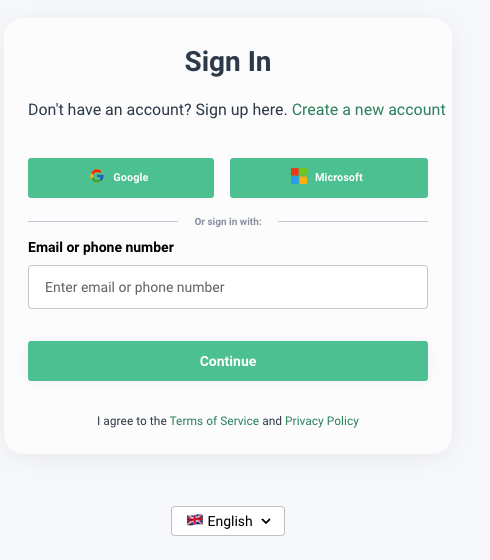 Sign In
Don't have an account? Sign up here. Create a new account
Google
Microsoft
Or sign in with:
Email or phone number
Enter email or phone number
Continue
I agree to the Terms of Service and Privacy Policy
English